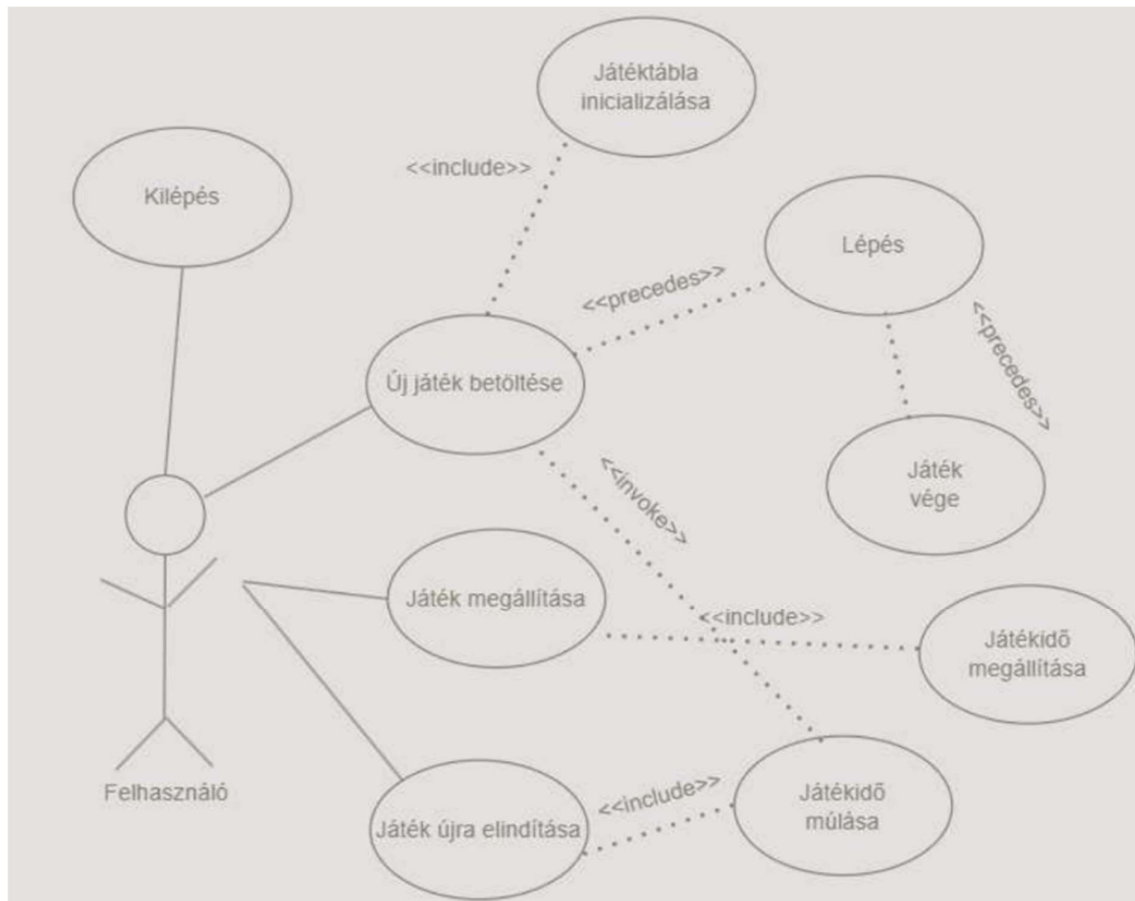 Játéktábla
inicializálása
<<include>>
Kilépés
Lépés
<<precedes>>
<<precedes>>
Új játék betöltése
<<invoke>>
Játék
vége
Játék megállítása
<<include>>
Játékidő
megállítása
Felhasználó
<<include>>
Játék újra elindítása
Játékidő
múlása